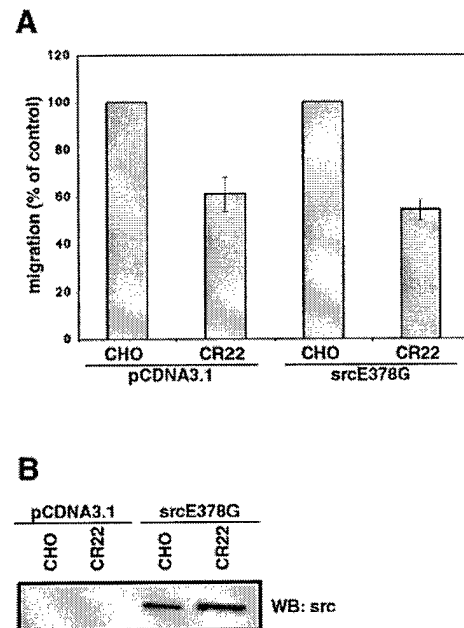 A
migration (% of control)
120
100
80
60
40
20
0
CHO CR22 CHO CR22
pCDNA3.1 srcE378G
B
pCDNA3.1 srcE378G
CHO CR22 CHO CR22
WB: src